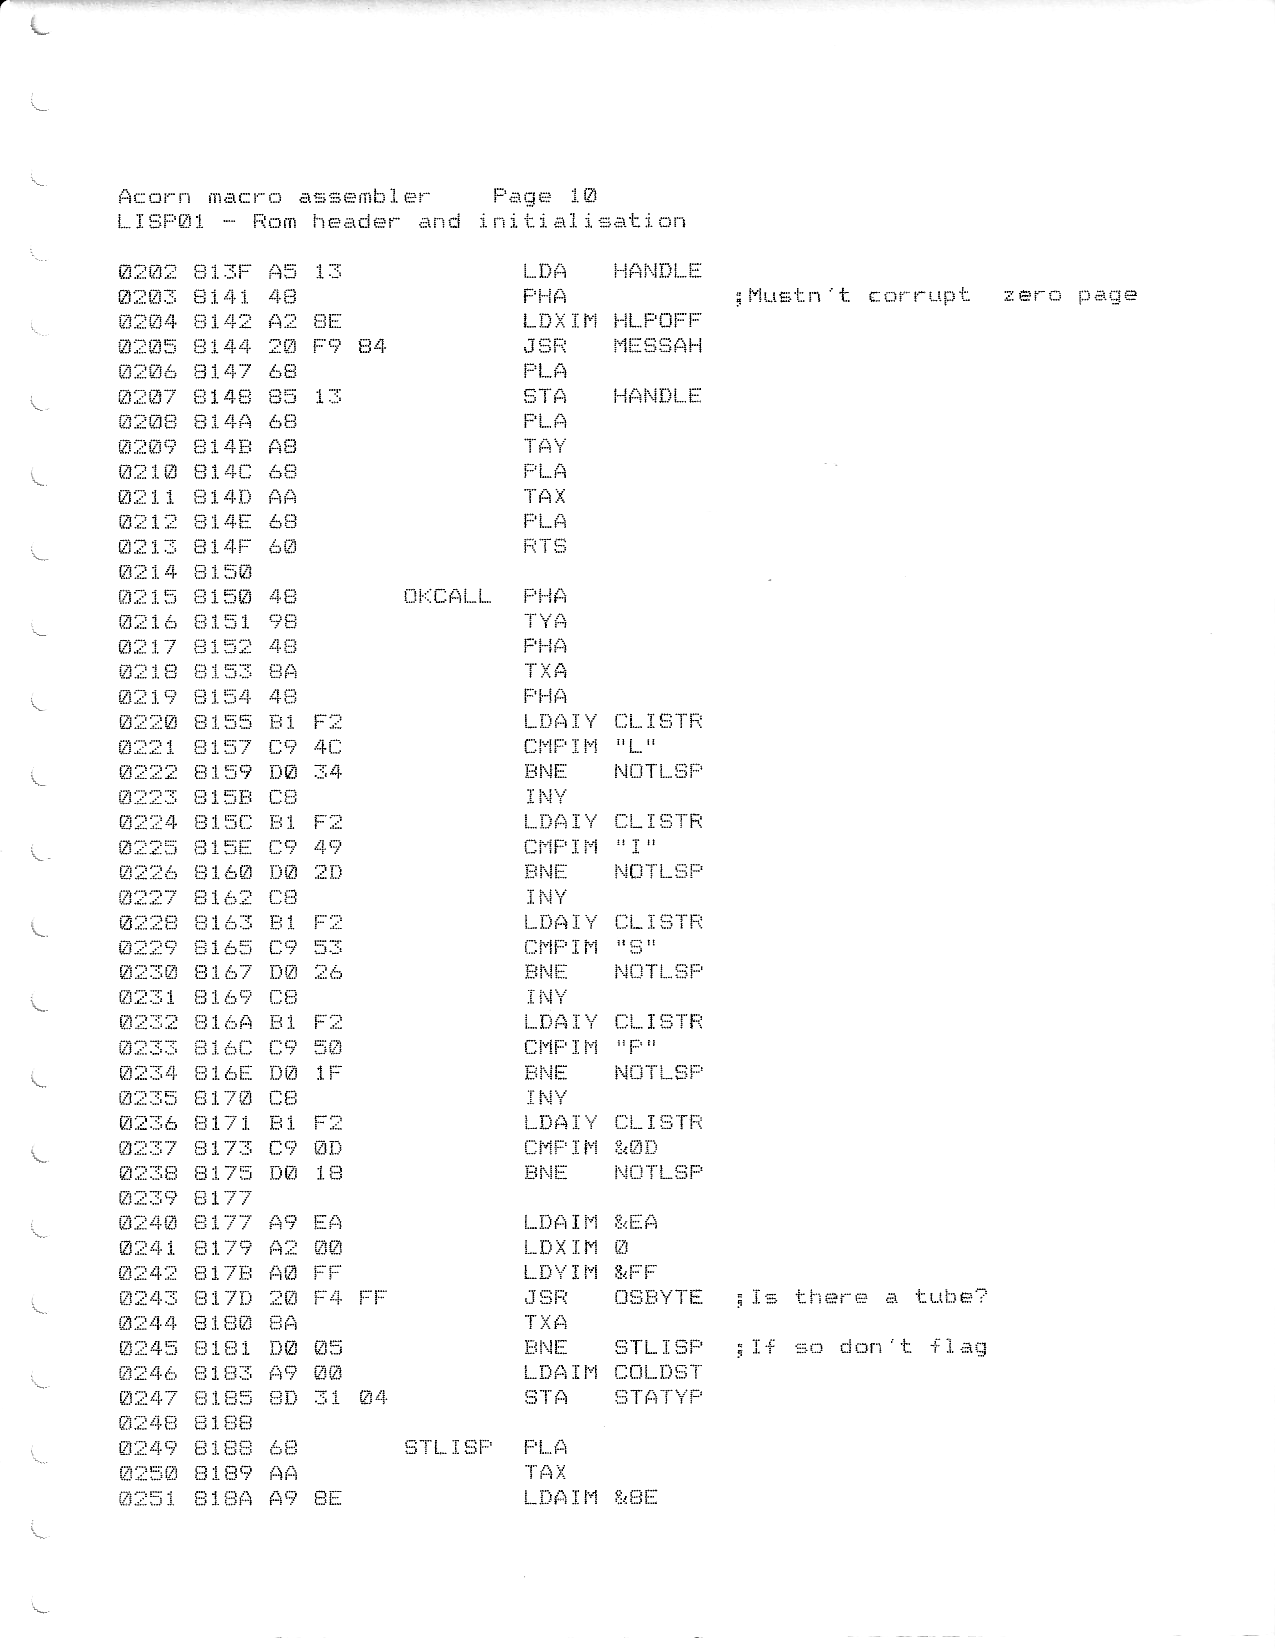 Acorn macro assembler    Page 10
LISP01 - Rom header and initialisation
0202 813F A5 13            LDA   HANDLE
0203 8141 48               PHA           ;Mustn't corrupt  zero page
0204 8142 A2 8E            LDXIM HLPOFF
0205 8144 20 F9 84         JSR   MESSAH
0206 8147 68               PLA
0207 8148 85 13            STA   HANDLE
0208 814A 68               PLA
0209 814B A8               TAY
0210 814C 68               PLA
0211 814D AA               TAX
0212 814E 68               PLA
0213 814F 60               RTS
0214 8150
0215 8150 48       OKCALL  PHA
0216 8151 98               TYA
0217 8152 48               PHA
0218 8153 8A               TXA
0219 8154 48               PHA
0220 8155 B1 F2            LDAIY CLISTR
0221 8157 C9 4C            CMPIM "L"
0222 8159 D0 34            BNE   NOTLSP
0223 815B C8               INY
0224 815C B1 F2            LDAIY CLISTR
0225 815E C9 49            CMPIM "I"
0226 8160 D0 2D            BNE   NOTLSP
0227 8162 C8               INY
0228 8163 B1 F2            LDAIY CLISTR
0229 8165 C9 53            CMPIM "S"
0230 8167 D0 26            BNE   NOTLSP
0231 8169 C8               INY
0232 816A B1 F2            LDAIY CLISTR
0233 816C C9 50            CMPIM "P"
0234 816E D0 1F            BNE   NOTLSP
0235 8170 C8               INY
0236 8171 B1 F2            LDAIY CLISTR
0237 8173 C9 0D            CMPIM &0D
0238 8175 D0 18            BNE   NOTLSP
0239 8177
0240 8177 A9 EA            LDAIM &EA
0241 8179 A2 00            LDXIM 0
0242 817B A0 FF            LDYIM &FF
0243 817D 20 F4 FF         JSR   OSBYTE  ;Is there a tube?
0244 8180 8A               TXA
0245 8181 D0 05            BNE   STLISP  ;If so don't flag
0246 8183 A9 00            LDAIM COLDST
0247 8185 8D 31 04         STA   STATYP
0248 8188
0249 8188 68       STLISP  PLA
0250 8189 AA               TAX
0251 818A A9 8E            LDAIM &8E